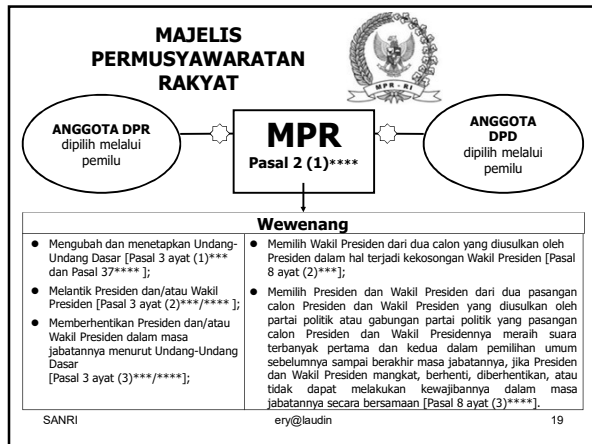 MAJELIS
PERMUSYAWARATAN
RAKYAT
MPR - RI
ANGGOTA DPR
dipilih melalui
pemilu
MPR
Pasal 2 (1)****
ANGGOTA
DPD
dipilih melalui
pemilu
Wewenang
● Mengubah dan menetapkan Undang-
Undang Dasar [Pasal 3 ayat (1)***
dan Pasal 37**** ];
● Melantik Presiden dan/atau Wakil
Presiden [Pasal 3 ayat (2)***/**** ];
● Memberhentikan Presiden dan/atau
Wakil Presiden dalam masa
jabatannya menurut Undang-Undang
Dasar
[Pasal 3 ayat (3)***/****];
● Memilih Wakil Presiden dari dua calon yang diusulkan oleh
Presiden dalam hal terjadi kekosongan Wakil Presiden [Pasal
8 ayat (2)***];
● Memilih Presiden dan Wakil Presiden dari dua pasangan
calon Presiden dan Wakil Presiden yang diusulkan oleh
partai politik atau gabungan partai politik yang pasangan
calon Presiden dan Wakil Presidennya meraih suara
terbanyak pertama dan kedua dalam pemilihan umum
sebelumnya sampai berakhir masa jabatannya, jika Presiden
dan Wakil Presiden mangkat, berhenti, diberhentikan, atau
tidak dapat melakukan kewajibannya dalam masa
jabatannya secara bersamaan [Pasal 8 ayat (3)****].
SANRI
ery@laudin
19